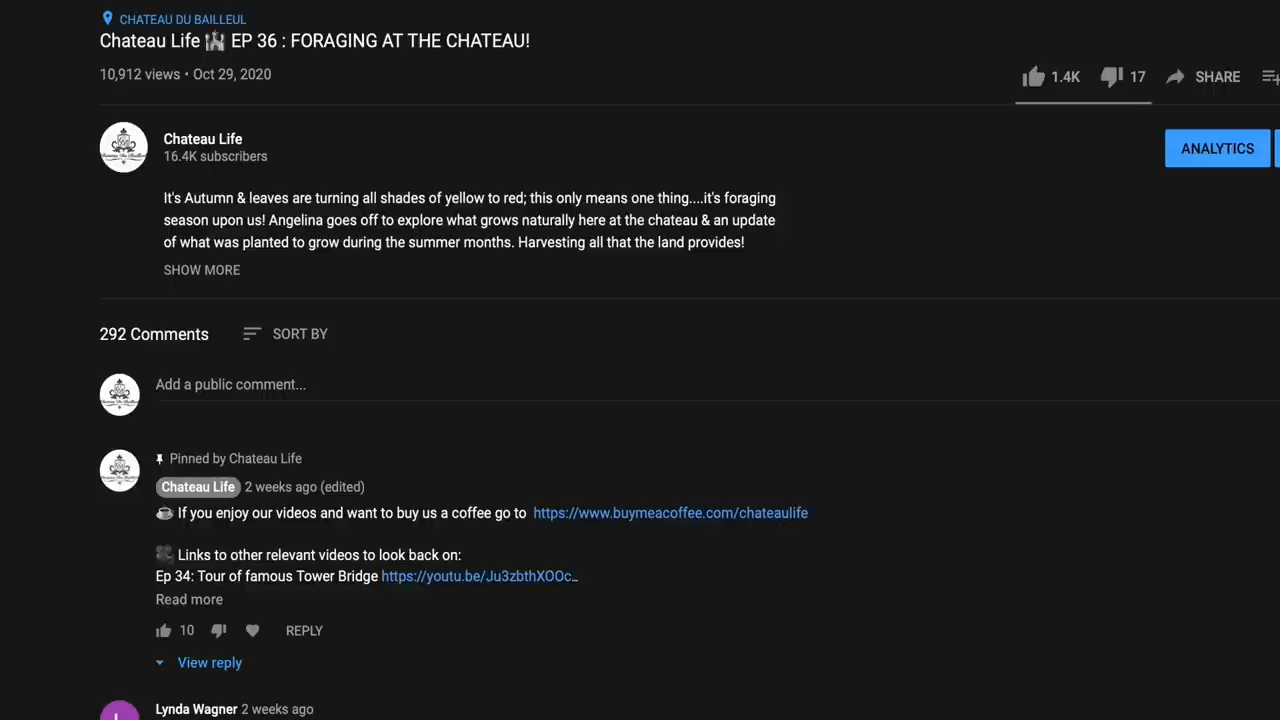 CHATEAU DU BAILLEUL
Chateau Life 🏰 EP 36 : FORAGING AT THE CHATEAU!
10,912 views • Oct 29, 2020
1.4K 17 SHARE
Chateau Life
16.4K subscribers
ANALYTICS
It's Autumn & leaves are turning all shades of yellow to red; this only means one thing....it's foraging
season upon us! Angelina goes off to explore what grows naturally here at the chateau & an update
of what was planted to grow during the summer months. Harvesting all that the land provides!
SHOW MORE
292 Comments SORT BY
Add a public comment...
Pinned by Chateau Life
Chateau Life 2 weeks ago (edited)
☕ If you enjoy our videos and want to buy us a coffee go to https://www.buymeacoffee.com/chateaulife
🎥 Links to other relevant videos to look back on:
Ep 34: Tour of famous Tower Bridge https://youtu.be/Ju3zbthXOOc…
Read more
10 REPLY
View reply
Lynda Wagner 2 weeks ago
L